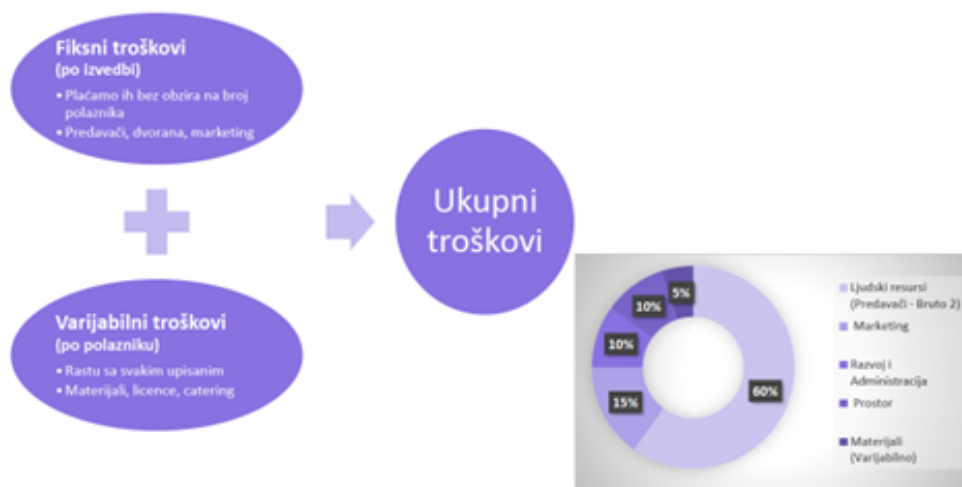 Fiksni troškovi
(po izvedbi)
• Plaćamo ih bez obzira na broj
polaznika
• Predavači, dvorana, marketing
Varijabilni troškovi
(po polazniku)
• Rastu sa svakim upisanim
• Materijali, licence, catering
Ukupni
troškovi
5%
10%
10%
15%
60%
Ljudski resursi
(Predavači - Bruto 2)
Marketing
Razvoj i
Administracija
Prostor
Materijali
(Varijabilno)